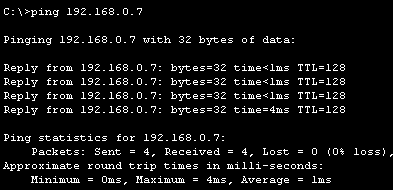 C:\>ping 192.168.0.7
Pinging 192.168.0.7 with 32 bytes of data:
Reply from 192.168.0.7: bytes=32 time<1ms TTL=128
Reply from 192.168.0.7: bytes=32 time<1ms TTL=128
Reply from 192.168.0.7: bytes=32 time<1ms TTL=128
Reply from 192.168.0.7: bytes=32 time=4ms TTL=128
Ping statistics for 192.168.0.7:
Packets: Sent = 4, Received = 4, Lost = 0 (0% loss),
Approximate round trip times in milli-seconds:
Minimum = 0ms, Maximum = 4ms, Average = 1ms